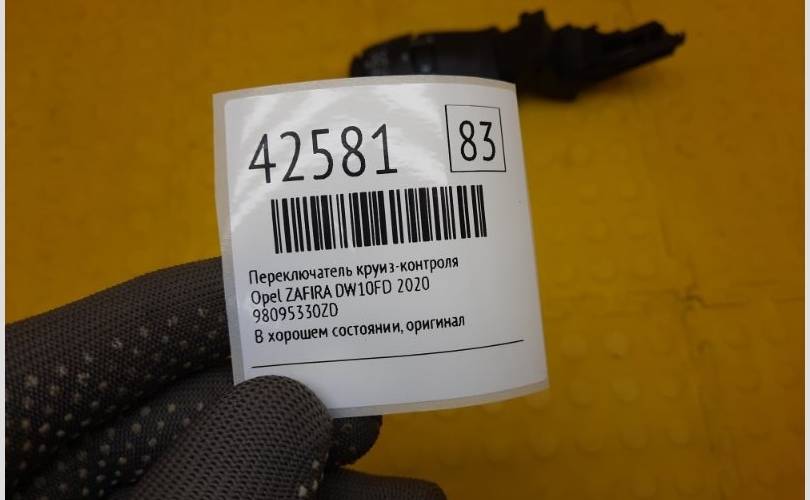 42581
83
Переключатель круиз-контроля
Opel ZAFIRA DW10FD 2020
98095330ZD
В хорошем состоянии, оригинал